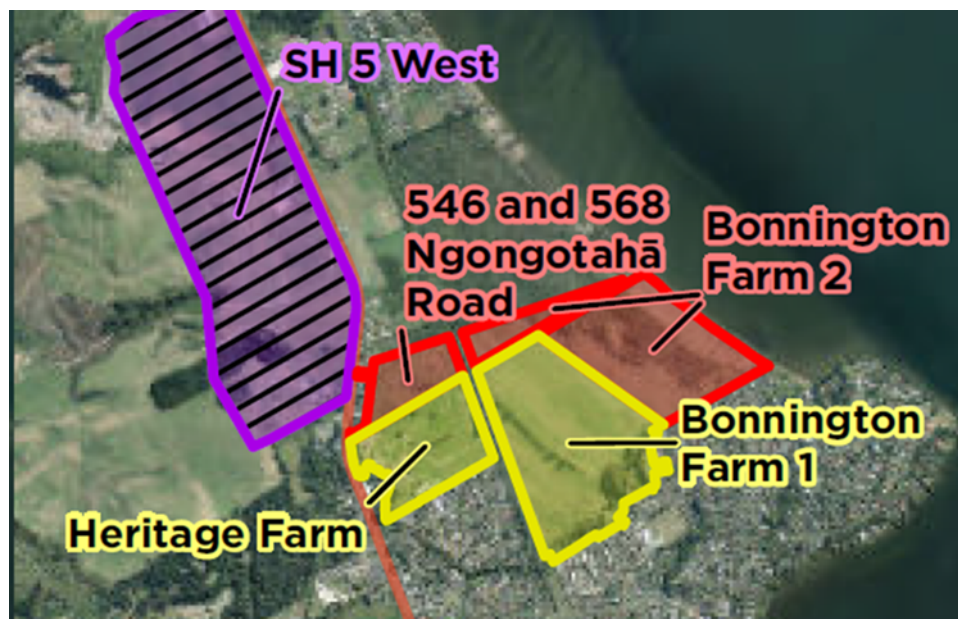 SH 5 West
546 and 568
Ngongotahā
Road
Bonnington
Farm 2
Bonnington
Farm 1
Heritage Farm